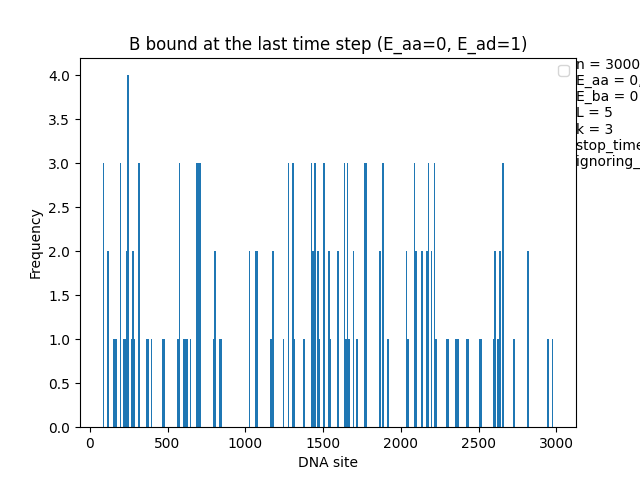 B bound at the last time step (E_aa=0, E_ad=1)
n = 3000
E_aa = 0,
E_ba = 0
L = 5
k = 3
stop_time
ignoring_
Frequency
4.0
3.5
3.0
2.5
2.0
1.5
1.0
0.5
0.0
0
500
1000
1500
2000
2500
3000
DNA site